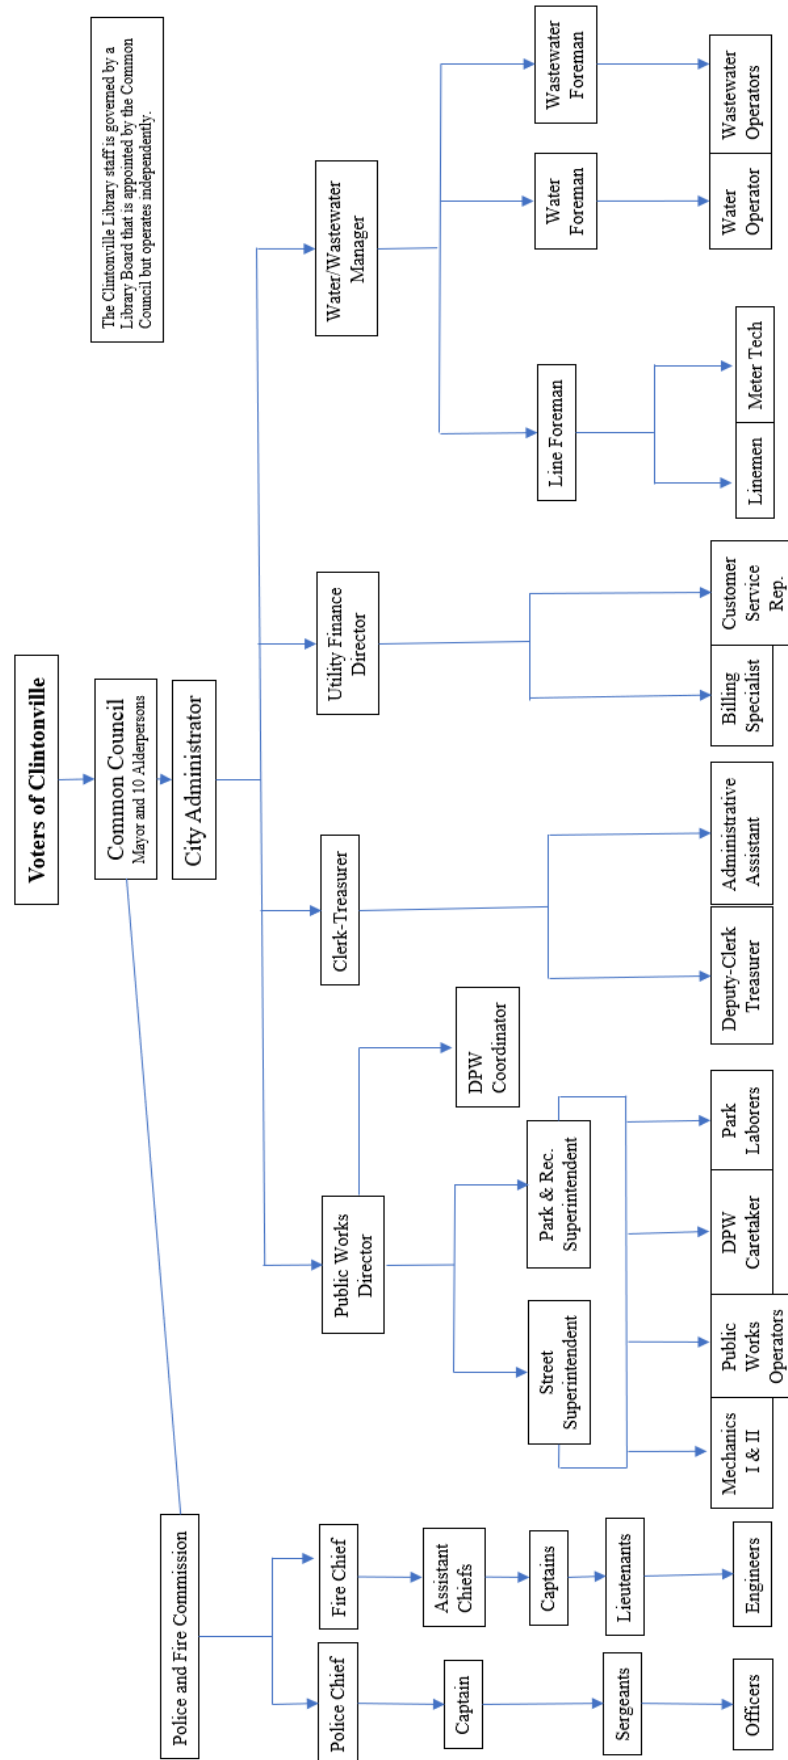 Voters of Clintonville
The Clintonville Library staff is governed by a
Library Board that is appointed by the Common
Council but operates independently.
Common Council
Mayor and 10 Alderpersons
City Administrator
Police and Fire Commission
Police Chief
Fire Chief
Public Works
Director
Clerk-Treasurer
Utility Finance
Director
Water/Wastewater
Manager
Captain
Assistant
Chiefs
DPW
Coordinator
Captains
Street
Superintendent
Park & Rec.
Superintendent
Line Foreman
Water
Foreman
Wastewater
Foreman
Sergeants
Lieutenants
Officers
Engineers
Mechanics
I & II
Public
Works
Operators
DPW
Caretaker
Park
Laborers
Deputy-Clerk
Treasurer
Administrative
Assistant
Billing
Specialist
Customer
Service
Rep.
Linemen
Meter Tech
Water
Operator
Wastewater
Operators